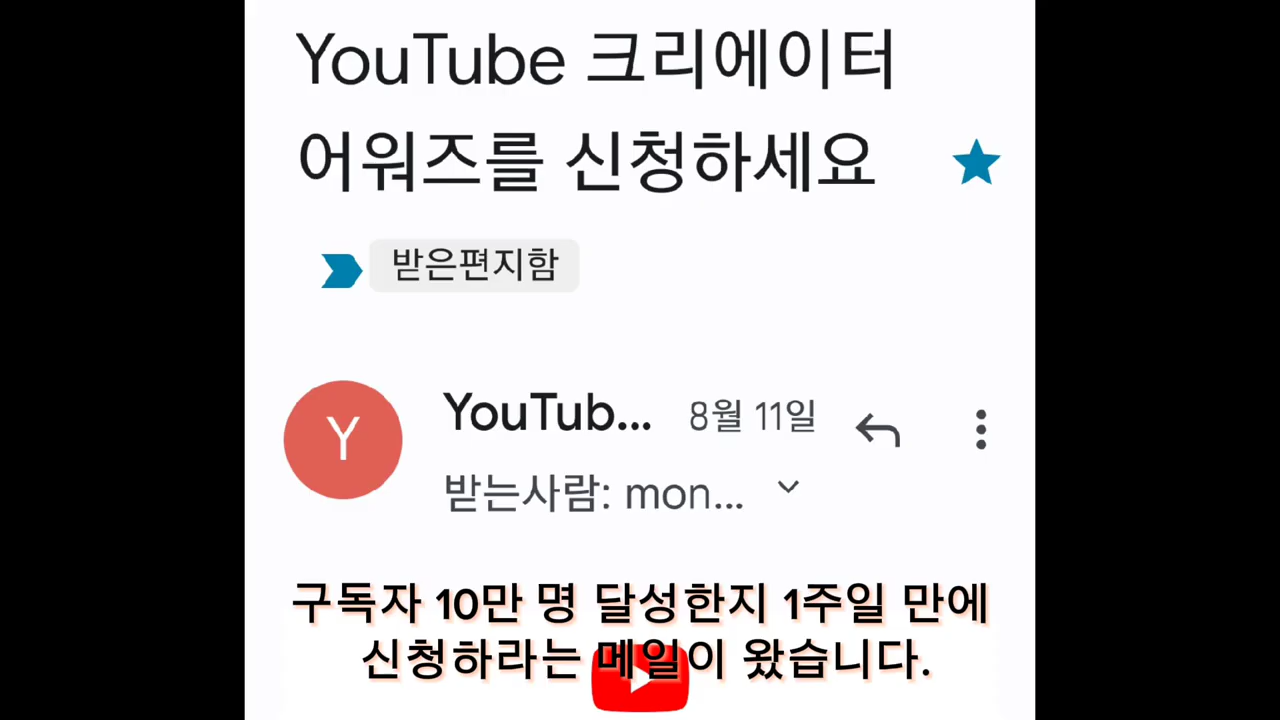 YouTube 크리에이터
어워즈를 신청하세요
받은편지함
Y
YouTub... 8월 11일
받는사람: mon...
구독자 10만 명 달성한지 1주일 만에
신청하라는 메일이 왔습니다.